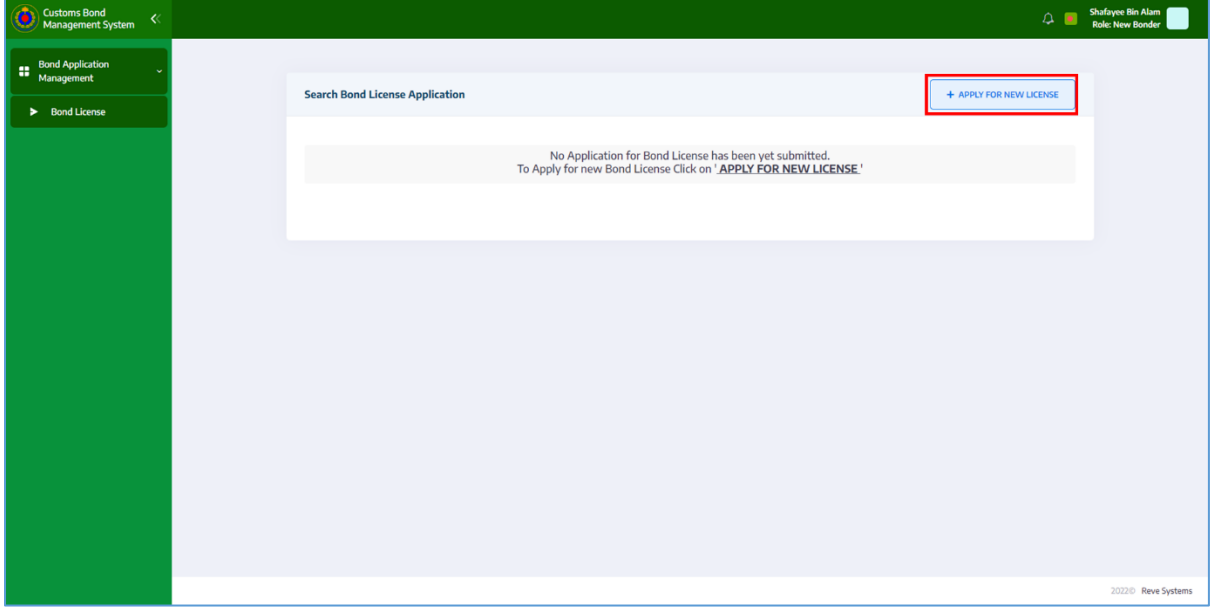 Customs Bond
Management System
Shafayee Bin Alam
Role: New Bonder
Bond Application
Management
Bond License
Search Bond License Application
+ APPLY FOR NEW LICENSE
No Application for Bond License has been yet submitted.
To Apply for new Bond License Click on ' APPLY FOR NEW LICENSE '
2022© Reve Systems